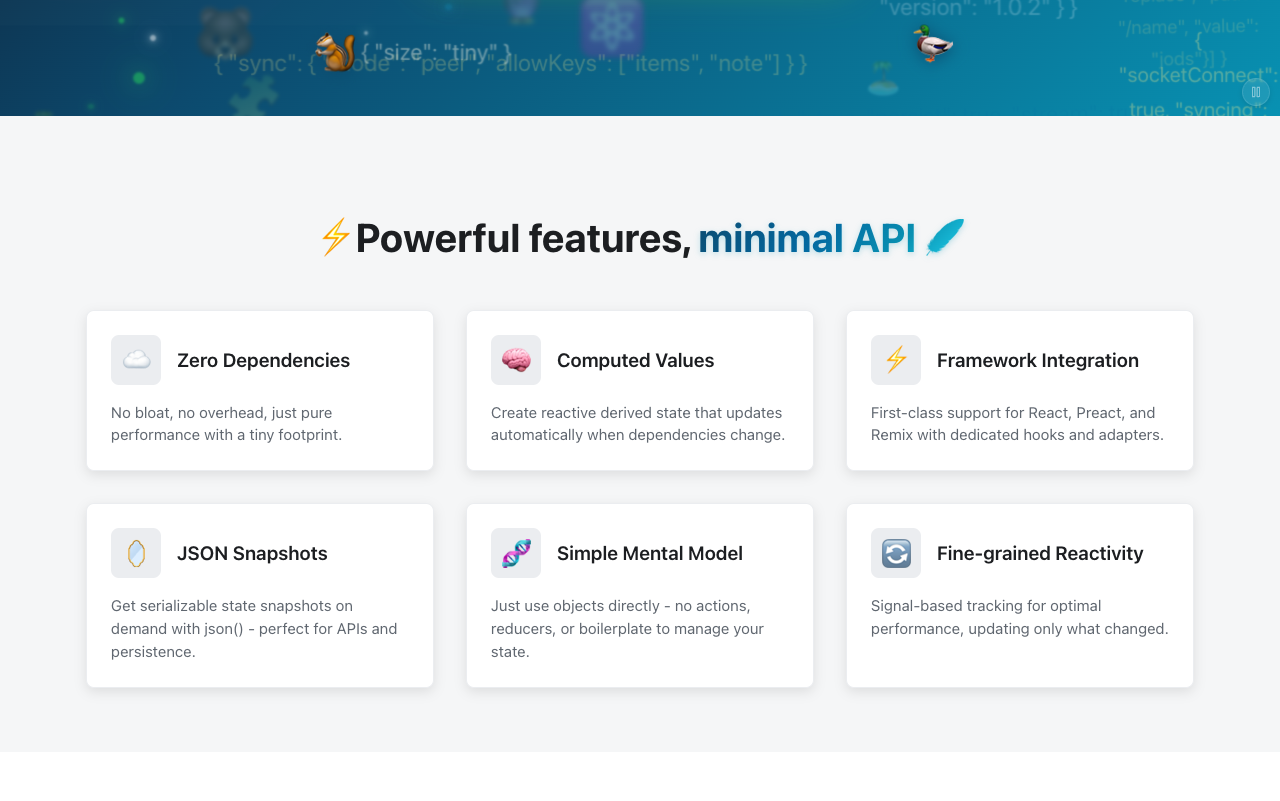 "version": "1.0.2" } }
{ "size": "tiny" }
"/name", "value":
{
{ "sync": { "mode": "peer", "allowKeys": ["items", "note"] } }
"socketConnect":
true, "syncing":
Powerful features, minimal API
Zero Dependencies
No bloat, no overhead, just pure
performance with a tiny footprint.
Computed Values
Create reactive derived state that updates
automatically when dependencies change.
Framework Integration
First-class support for React, Preact, and
Remix with dedicated hooks and adapters.
JSON Snapshots
Get serializable state snapshots on
demand with json() - perfect for APIs and
persistence.
Simple Mental Model
Just use objects directly - no actions,
reducers, or boilerplate to manage your
state.
Fine-grained Reactivity
Signal-based tracking for optimal
performance, updating only what changed.